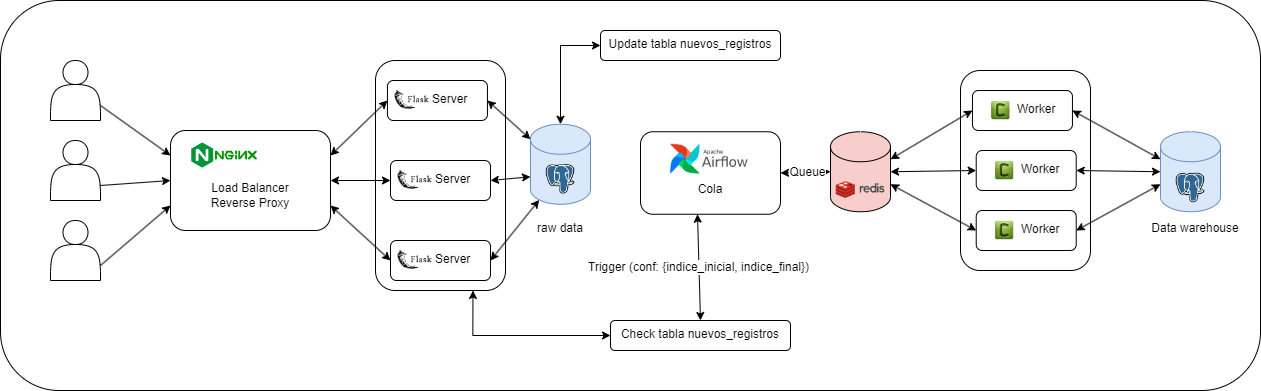 Update tabla nuevos_registros
NGINX
Load Balancer
Reverse Proxy
Flask Server
Flask Server
Flask Server
raw data
Apache
Airflow
Cola
Queue
redis
C Worker
C Worker
C Worker
Data warehouse
Trigger (conf: {indice_inicial, indice_final})
Check tabla nuevos_registros